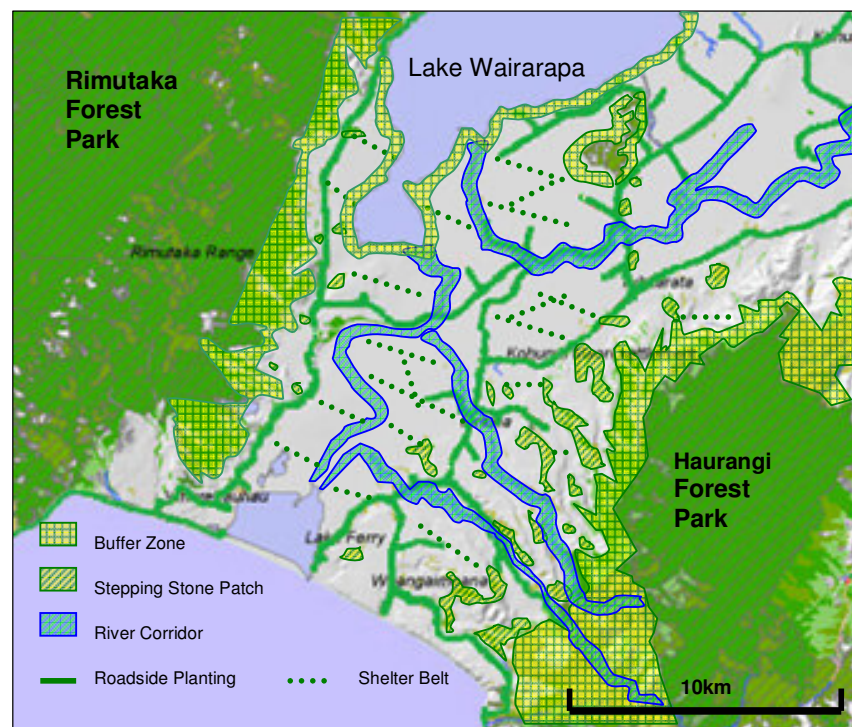 Rimutaka
Forest
Park
Lake Wairarapa
Rimutaka Range
Haurangi
Forest
Park
Lake Ferry
Buffer Zone
Stepping Stone Patch
River Corridor
Roadside Planting
Shelter Belt
10km